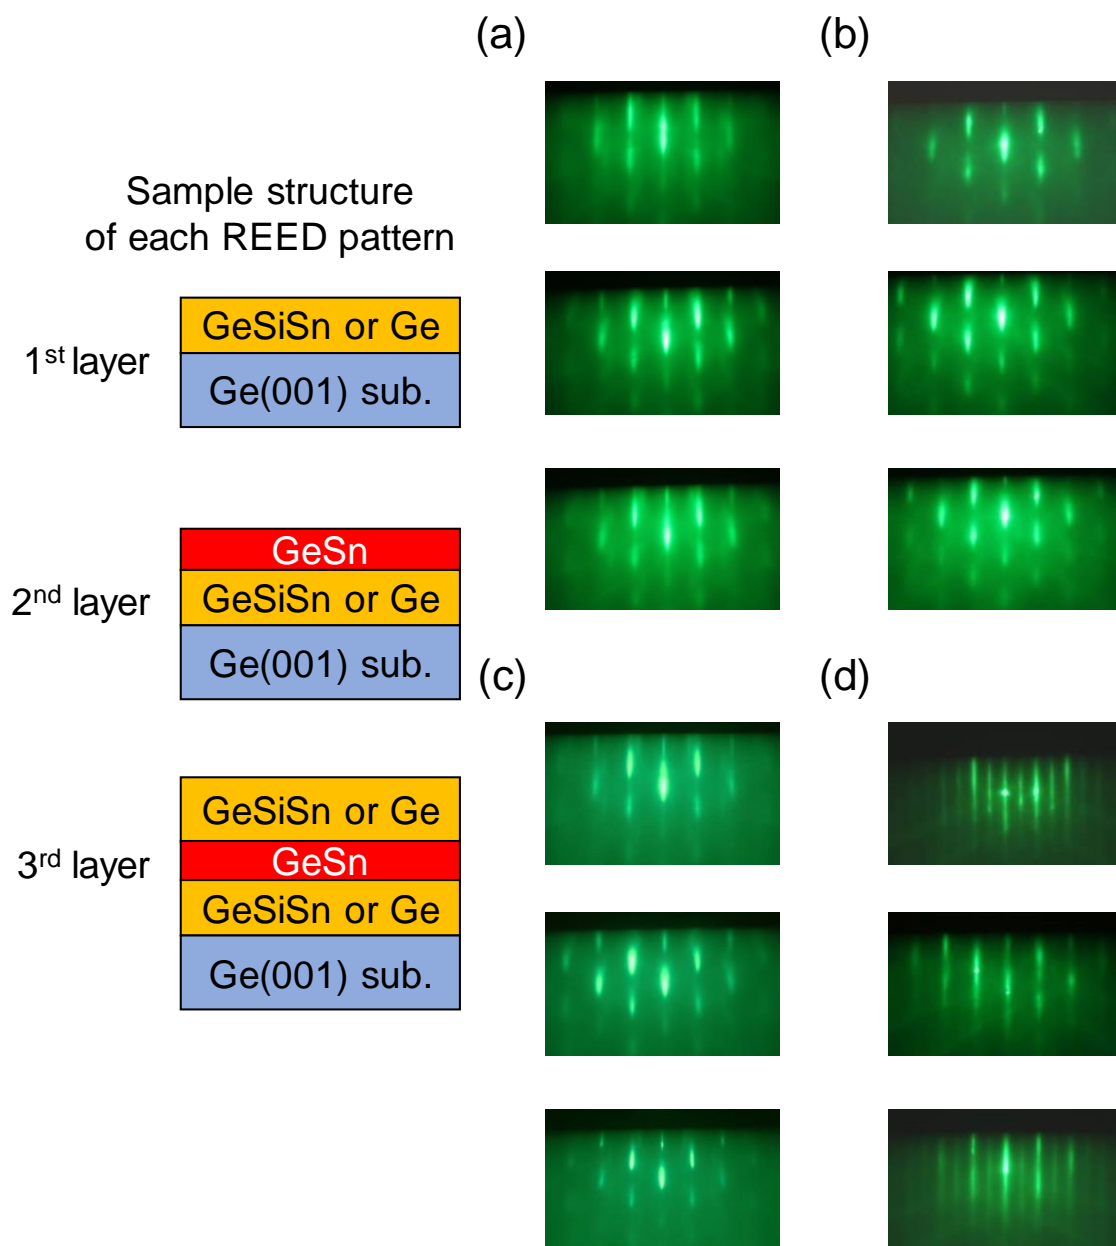 (a)
(b)
Sample structure
of each REED pattern
1st layer
GeSiSn or Ge
Ge(001) sub.
2nd layer
GeSn
GeSiSn or Ge
Ge(001) sub.
(c)
(d)
3rd layer
GeSiSn or Ge
GeSn
GeSiSn or Ge
Ge(001) sub.